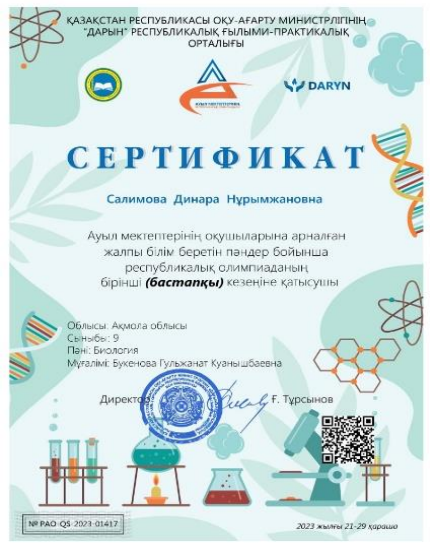 ҚАЗАҚСТАН РЕСПУБЛИКАСЫ ОҚУ-АҒАРТУ МИНИСТРЛІГІНІҢ
"ДАРЫН" РЕСПУБЛИКАЛЫҚ ҒЫЛЫМИ-ПРАКТИКАЛЫҚ
ОРТАЛЫҒЫ
DARYN
СЕРТИФИКАТ
Салимова Динара Нұрымжановна
Ауыл мектептерінің оқушыларына арналған
жалпы білім беретін пәндер бойынша
республикалық олимпиаданың
бірінші (бастапқы) кезеңіне қатысушы
Облысы: Ақмола облысы
Сыныбы: 9
Пәні: Биология
Мұғалімі: Букенова Гульжанат Куанышбаевна
Директор Ғ. Тұрсынов
№ PAO-QS-2023-01417
2023 жылғы 21-29 қараша